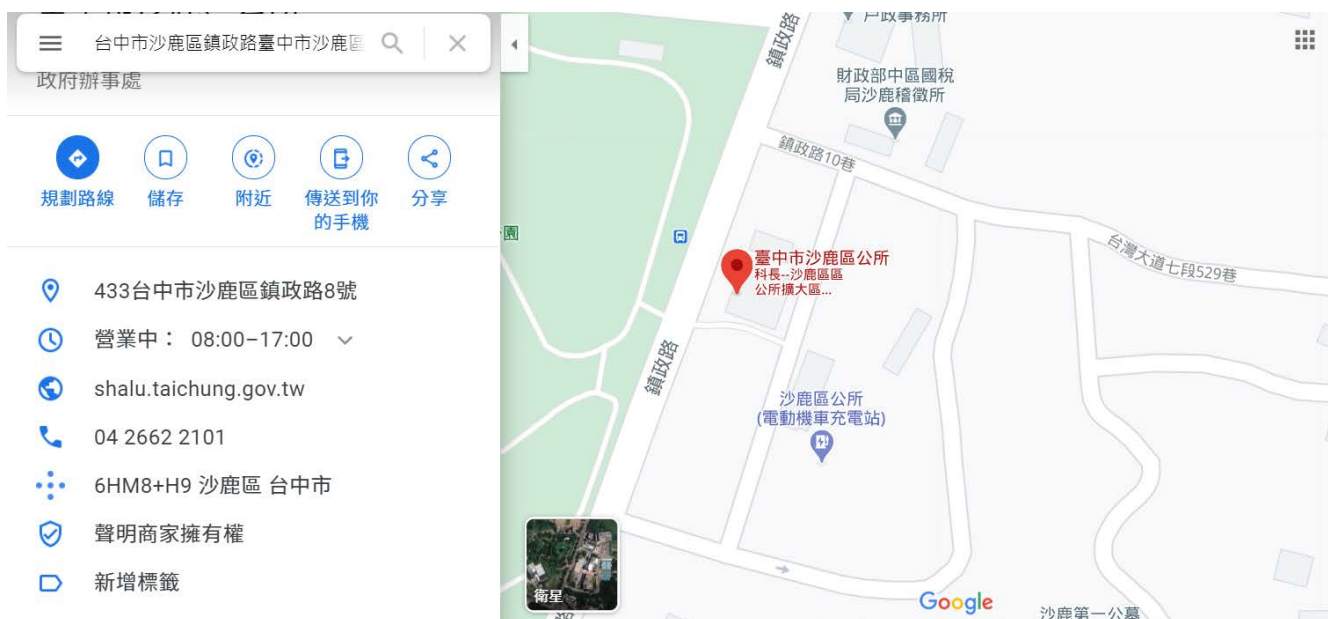 台中市沙鹿區鎮政路臺中市沙鹿區
政府辦事處
規劃路線
儲存
附近
傳送到你
的手機
分享
433台中市沙鹿區鎮政路8號
營業中： 08:00–17:00
shalu.taichung.gov.tw
04 2662 2101
6HM8+H9 沙鹿區 台中市
聲明商家擁有權
新增標籤
戶政事務所
鎮政路
財政部中區國稅
局沙鹿稽徵所
鎮政路10巷
園
臺中市沙鹿區公所
科長--沙鹿區區
公所擴大區...
台灣大道七段529巷
鎮政路
沙鹿區公所
(電動機車充電站)
衛星
Google
沙鹿第一公墓